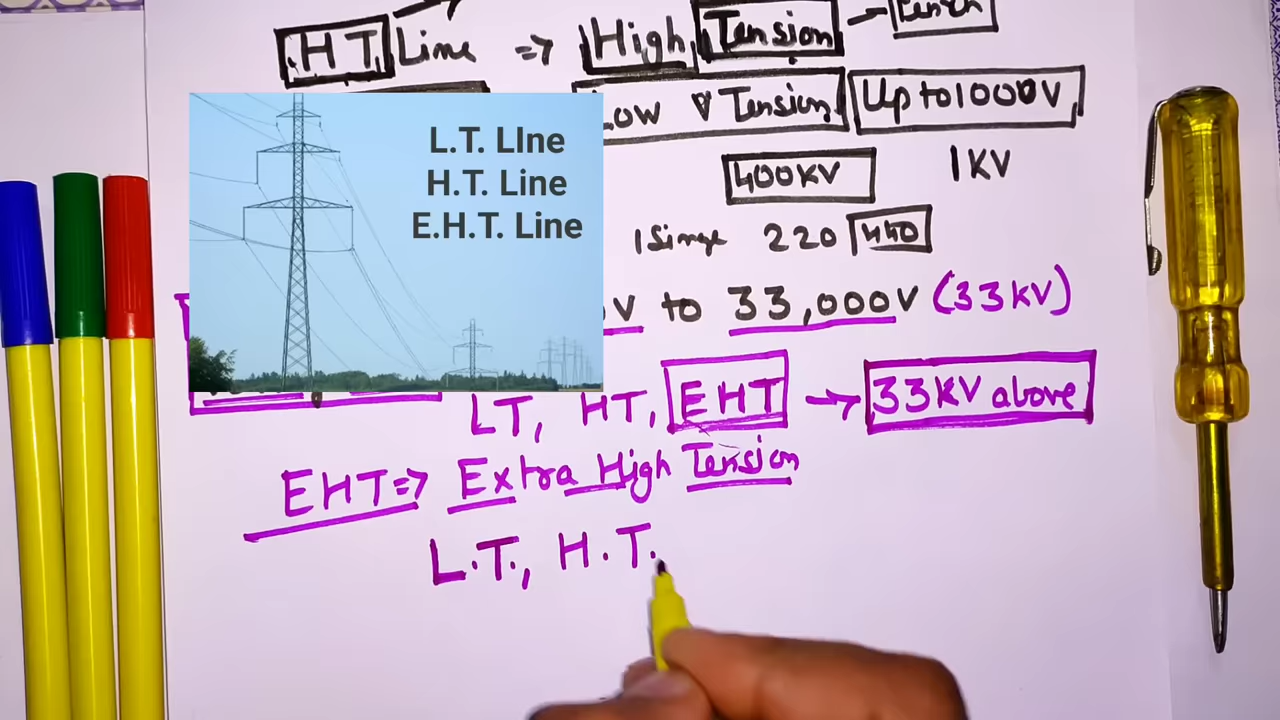 H T Line => High Tension
Low Tension Up to 1000V
L.T. LIne
H.T. Line
E.H.T. Line
400KV 1KV
220 440
V to 33,000V (33KV)
LT, HT, EHT → 33KV above
EHT=> Extra High Tension
L.T., H.T.